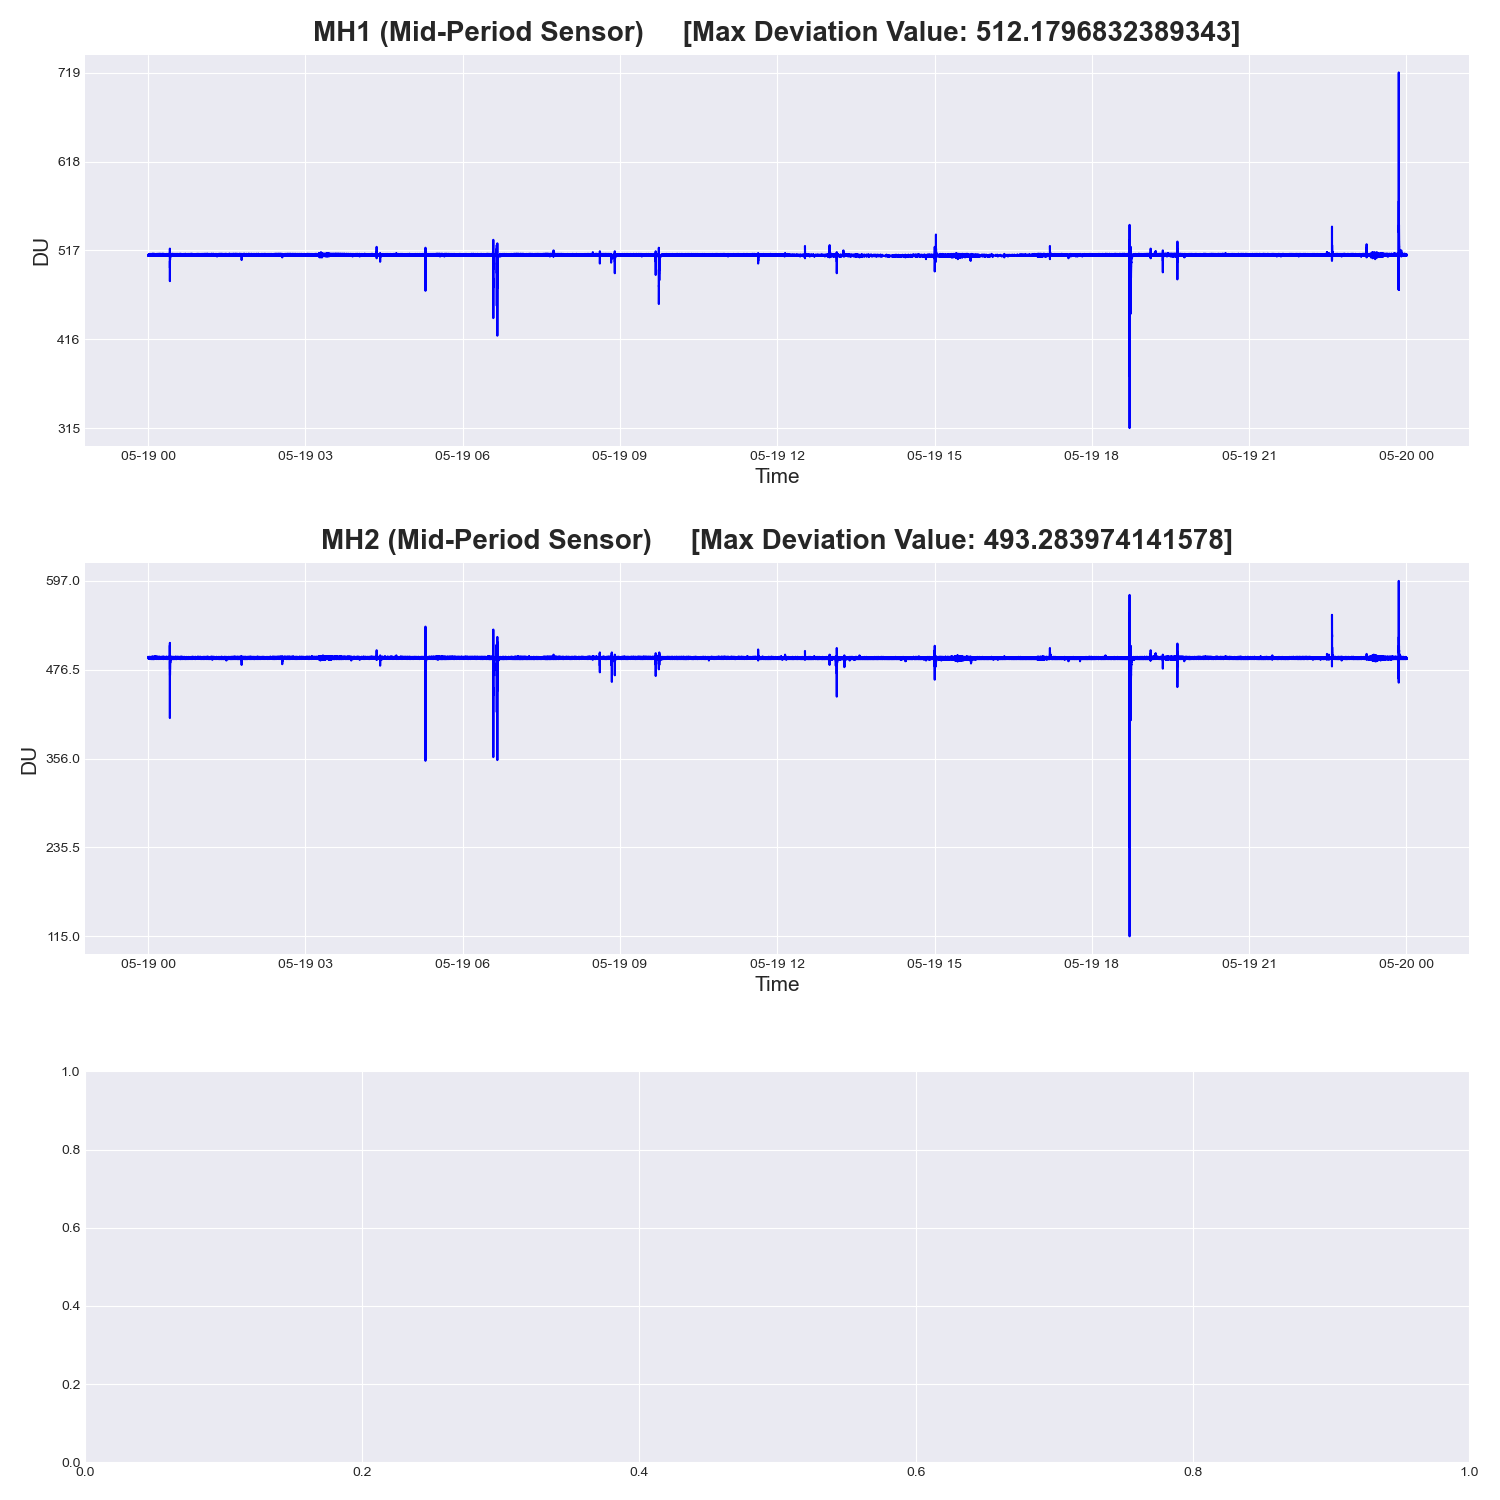 MH1 (Mid-Period Sensor) [Max Deviation Value: 512.1796832389343]
719
618
517
416
315
DU
05-19 00 05-19 03 05-19 06 05-19 09 05-19 12 05-19 15 05-19 18 05-19 21 05-20 00
Time
MH2 (Mid-Period Sensor) [Max Deviation Value: 493.283974141578]
597.0
476.5
356.0
235.5
115.0
DU
05-19 00 05-19 03 05-19 06 05-19 09 05-19 12 05-19 15 05-19 18 05-19 21 05-20 00
Time
1.0
0.8
0.6
0.4
0.2
0.0
0.0 0.2 0.4 0.6 0.8 1.0